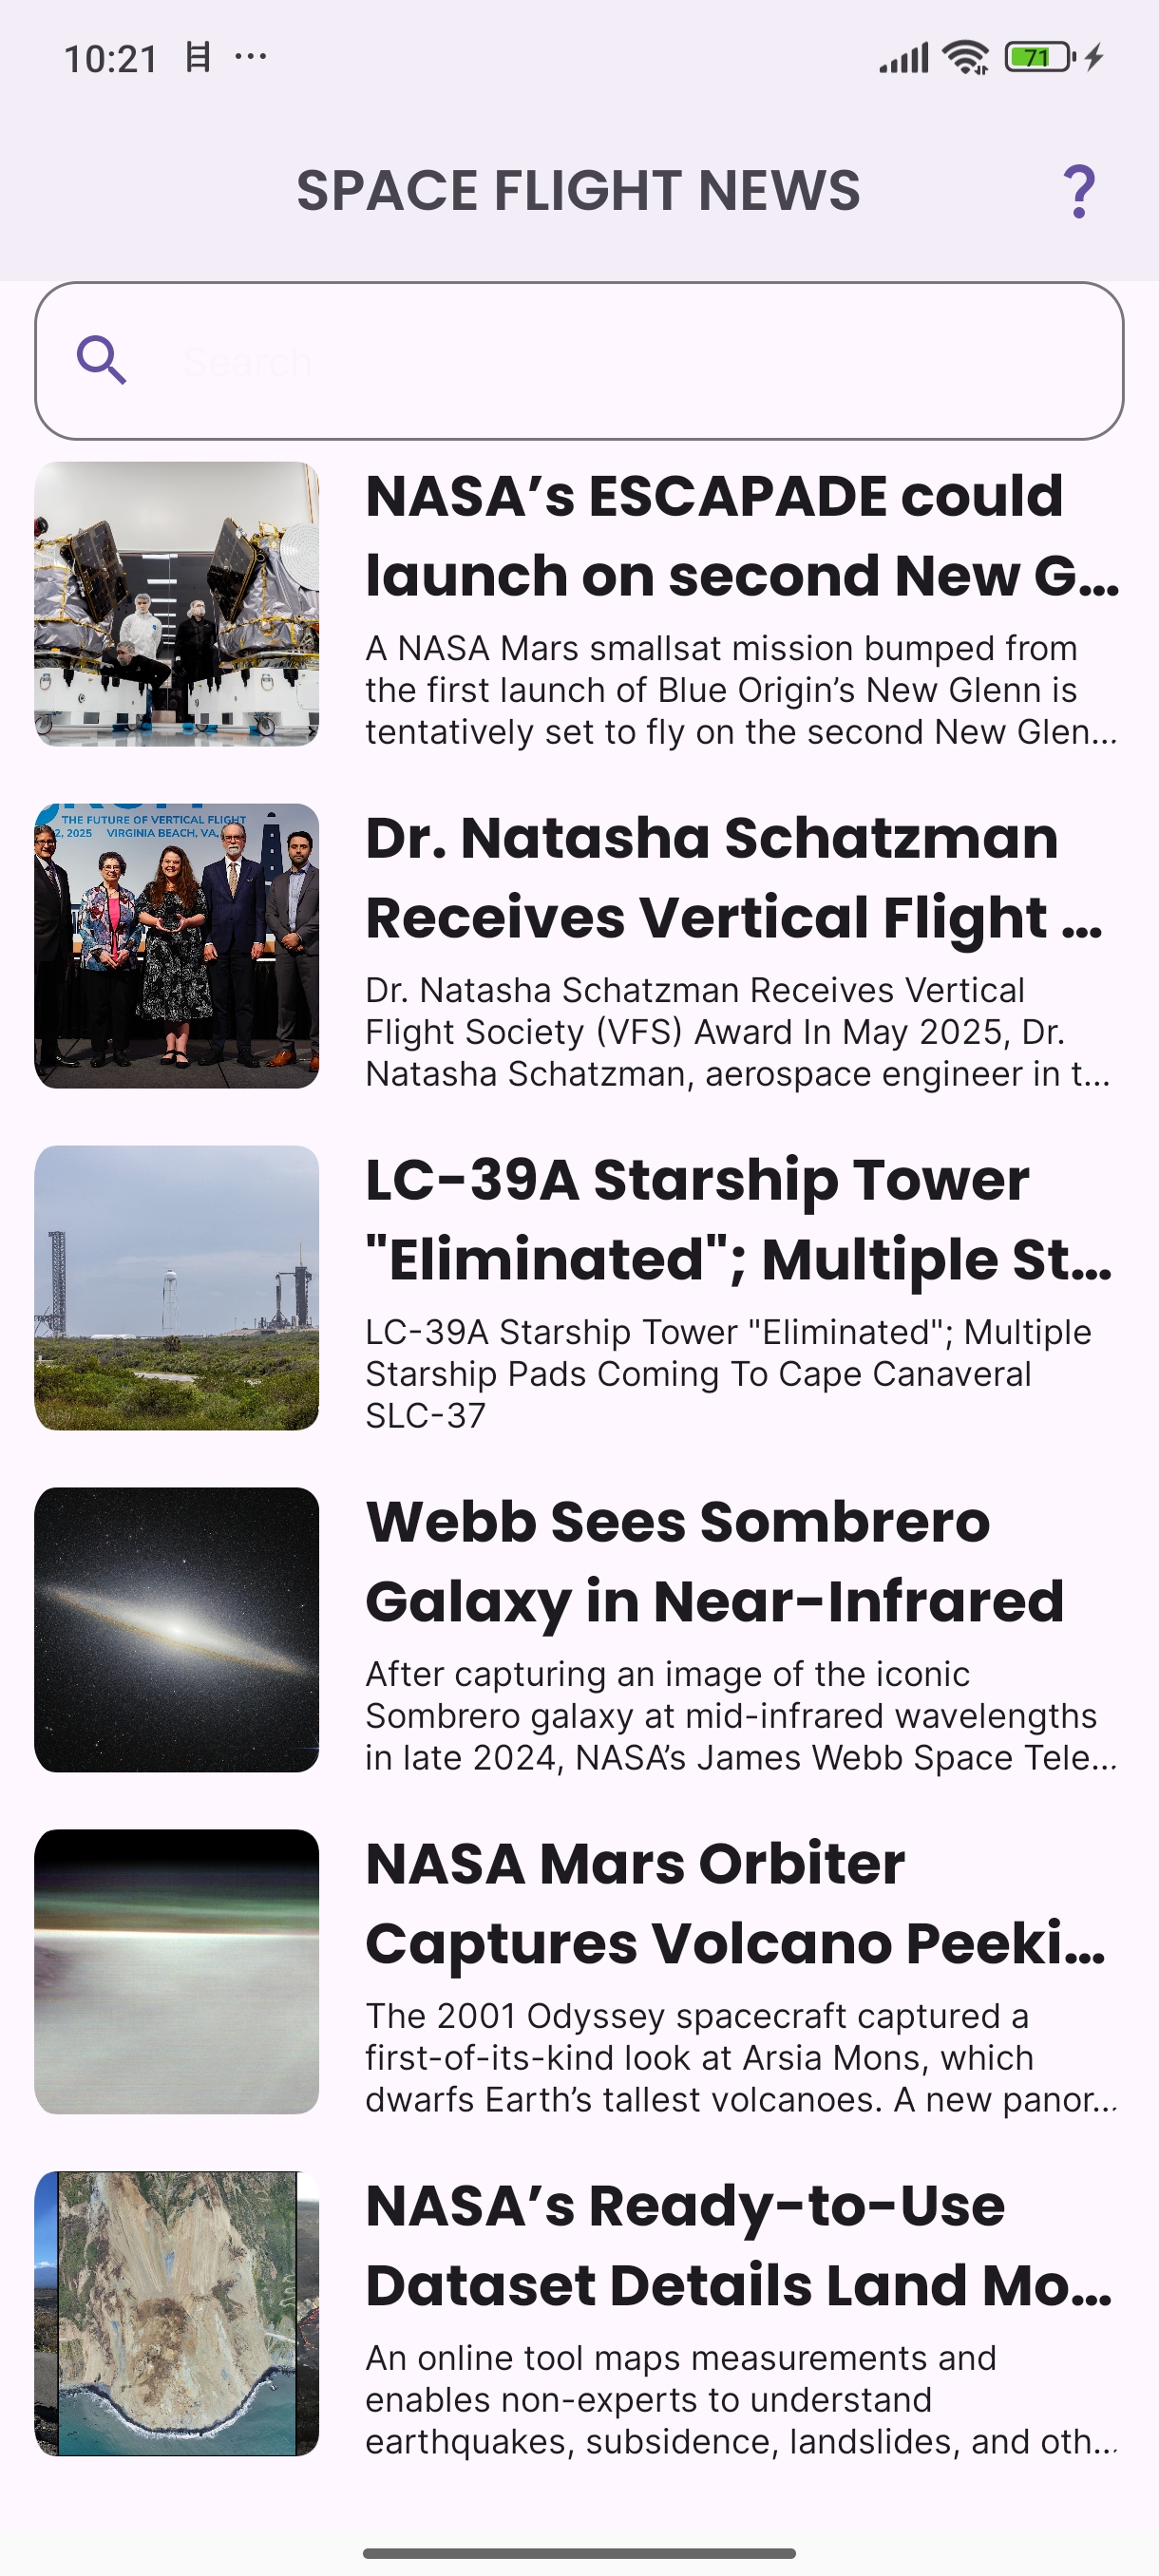 10:21
71
SPACE FLIGHT NEWS
?
Search
NASA’s ESCAPADE could
launch on second New G...
A NASA Mars smallsat mission bumped from
the first launch of Blue Origin’s New Glenn is
tentatively set to fly on the second New Glen...
THE FUTURE OF VERTICAL FLIGHT
2, 2025 VIRGINIA BEACH, VA.
Dr. Natasha Schatzman
Receives Vertical Flight ...
Dr. Natasha Schatzman Receives Vertical
Flight Society (VFS) Award In May 2025, Dr.
Natasha Schatzman, aerospace engineer in t...
LC-39A Starship Tower
"Eliminated"; Multiple St...
LC-39A Starship Tower "Eliminated"; Multiple
Starship Pads Coming To Cape Canaveral
SLC-37
Webb Sees Sombrero
Galaxy in Near-Infrared
After capturing an image of the iconic
Sombrero galaxy at mid-infrared wavelengths
in late 2024, NASA’s James Webb Space Tele...
NASA Mars Orbiter
Captures Volcano Peeki...
The 2001 Odyssey spacecraft captured a
first-of-its-kind look at Arsia Mons, which
dwarfs Earth’s tallest volcanoes. A new panor...
NASA’s Ready-to-Use
Dataset Details Land Mo...
An online tool maps measurements and
enables non-experts to understand
earthquakes, subsidence, landslides, and oth...